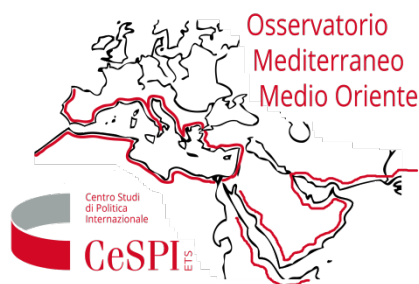 Osservatorio
Mediterraneo
Medio Oriente
Centro Studi
di Politica
Internazionale
CeSPI
ETS